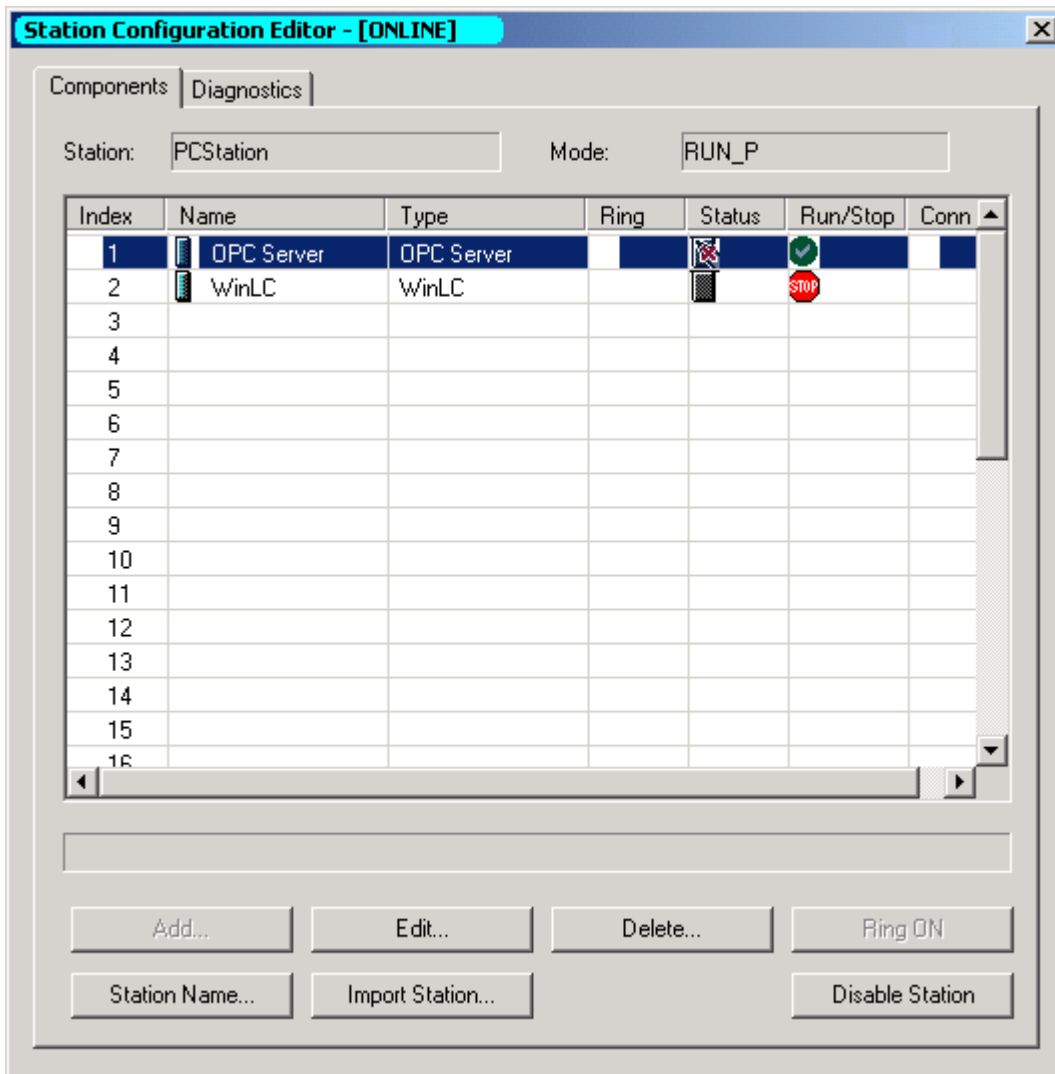 Station Configuration Editor - [ONLINE]
Components Diagnostics
Station: PCStation Mode: RUN_P
Index Name Type Ring Status Run/Stop Conn
1 OPC Server OPC Server
2 WinLC WinLC STOP
3
4
5
6
7
8
9
10
11
12
13
14
15
16
Add... Edit... Delete... Ring ON
Station Name... Import Station... Disable Station